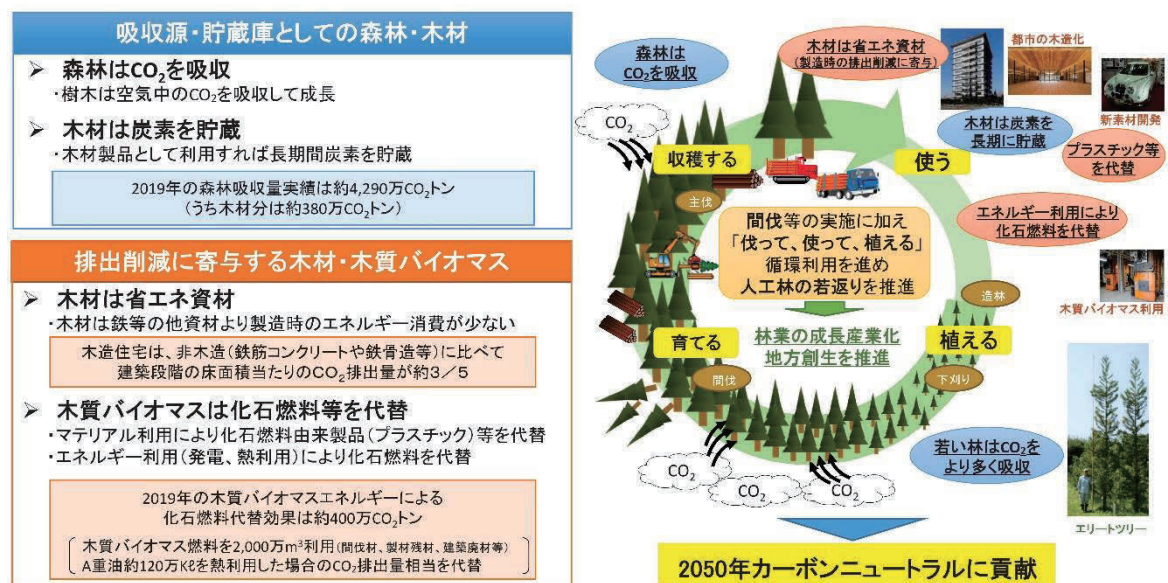 吸収源・貯蔵庫としての森林・木材
➢ 森林はCO₂を吸収
・樹木は空気中のCO₂を吸収して成長
➢ 木材は炭素を貯蔵
・木材製品として利用すれば長期間炭素を貯蔵
2019年の森林吸収量実績は約4,290万CO₂トン
(うち木材分は約380万CO₂トン)
排出削減に寄与する木材・木質バイオマス
➢ 木材は省エネ資材
・木材は鉄等の他資材より製造時のエネルギー消費が少ない
木造住宅は、非木造(鉄筋コンクリートや鉄骨造等)に比べて
建築段階の床面積当たりのCO₂排出量が約3/5
➢ 木質バイオマスは化石燃料等を代替
・マテリアル利用により化石燃料由来製品(プラスチック)等を代替
・エネルギー利用(発電、熱利用)により化石燃料を代替
2019年の木質バイオマスエネルギーによる
化石燃料代替効果は約400万CO₂トン
木質バイオマス燃料を2,000万m³利用(間伐材、製材残材、建築廃材等)
A重油約120万Kℓを熱利用した場合のCO₂排出量相当を代替
森林は
CO₂を吸収
木材は省エネ資材
(製造時の排出削減に寄与)
都市の木造化
新素材開発
CO₂
木材は炭素を
長期に貯蔵
プラスチック等
を代替
収穫する
使う
主伐
エネルギー利用により
化石燃料を代替
間伐等の実施に加え
「伐って、使って、植える」
循環利用を進め
人工林の若返りを推進
造林
木質バイオマス利用
育てる
林業の成長産業化
地方創生を推進
植える
間伐
下刈り
若い林はCO₂を
より多く吸収
CO₂
CO₂
CO₂
エリートツリー
2050年カーボンニュートラルに貢献